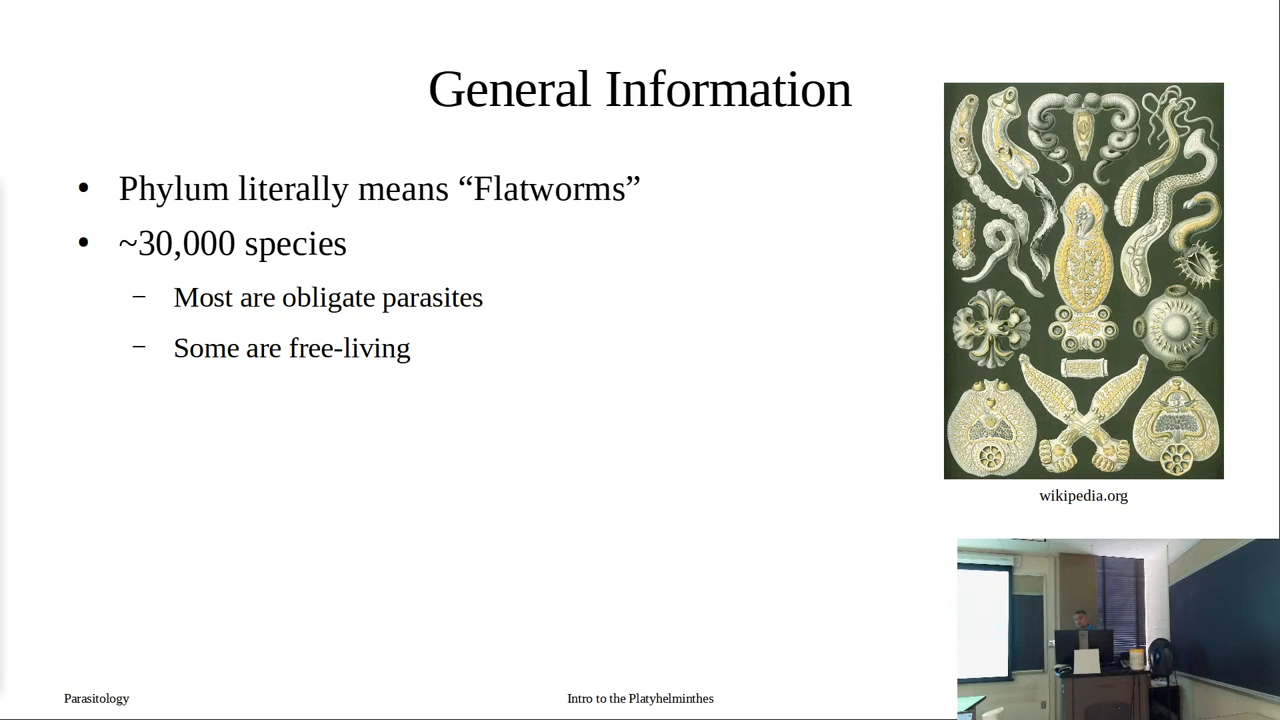 General Information
• Phylum literally means “Flatworms”
• ~30,000 species
– Most are obligate parasites
– Some are free-living
wikipedia.org
Parasitology
Intro to the Platyhelminthes